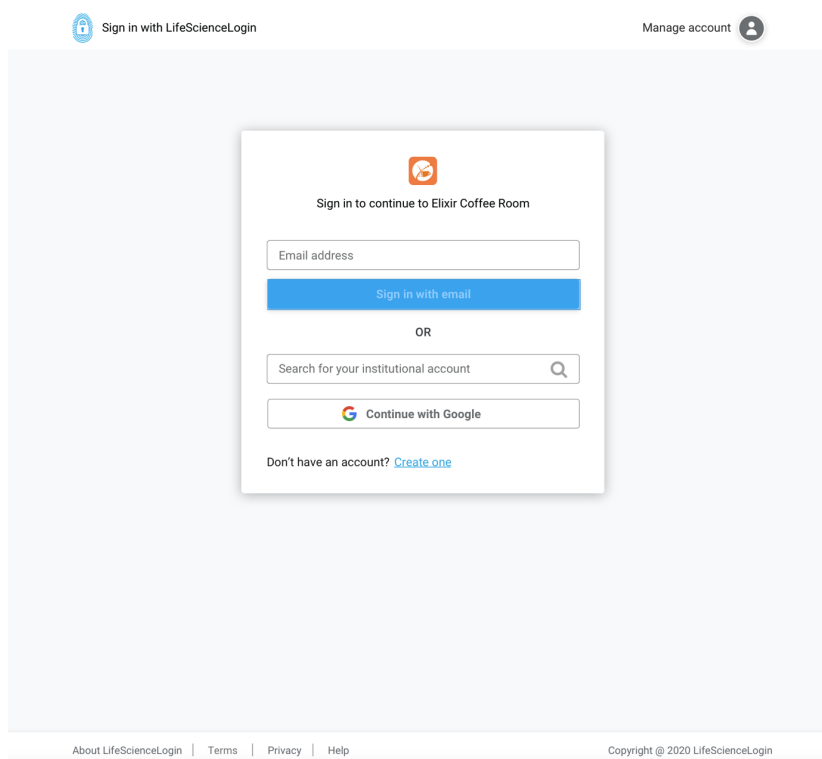 Sign in with LifeScienceLogin
Manage account
Sign in to continue to Elixir Coffee Room
Email address
Sign in with email
OR
Search for your institutional account
Continue with Google
Don't have an account? Create one
About LifeScienceLogin | Terms | Privacy | Help
Copyright @ 2020 LifeScienceLogin